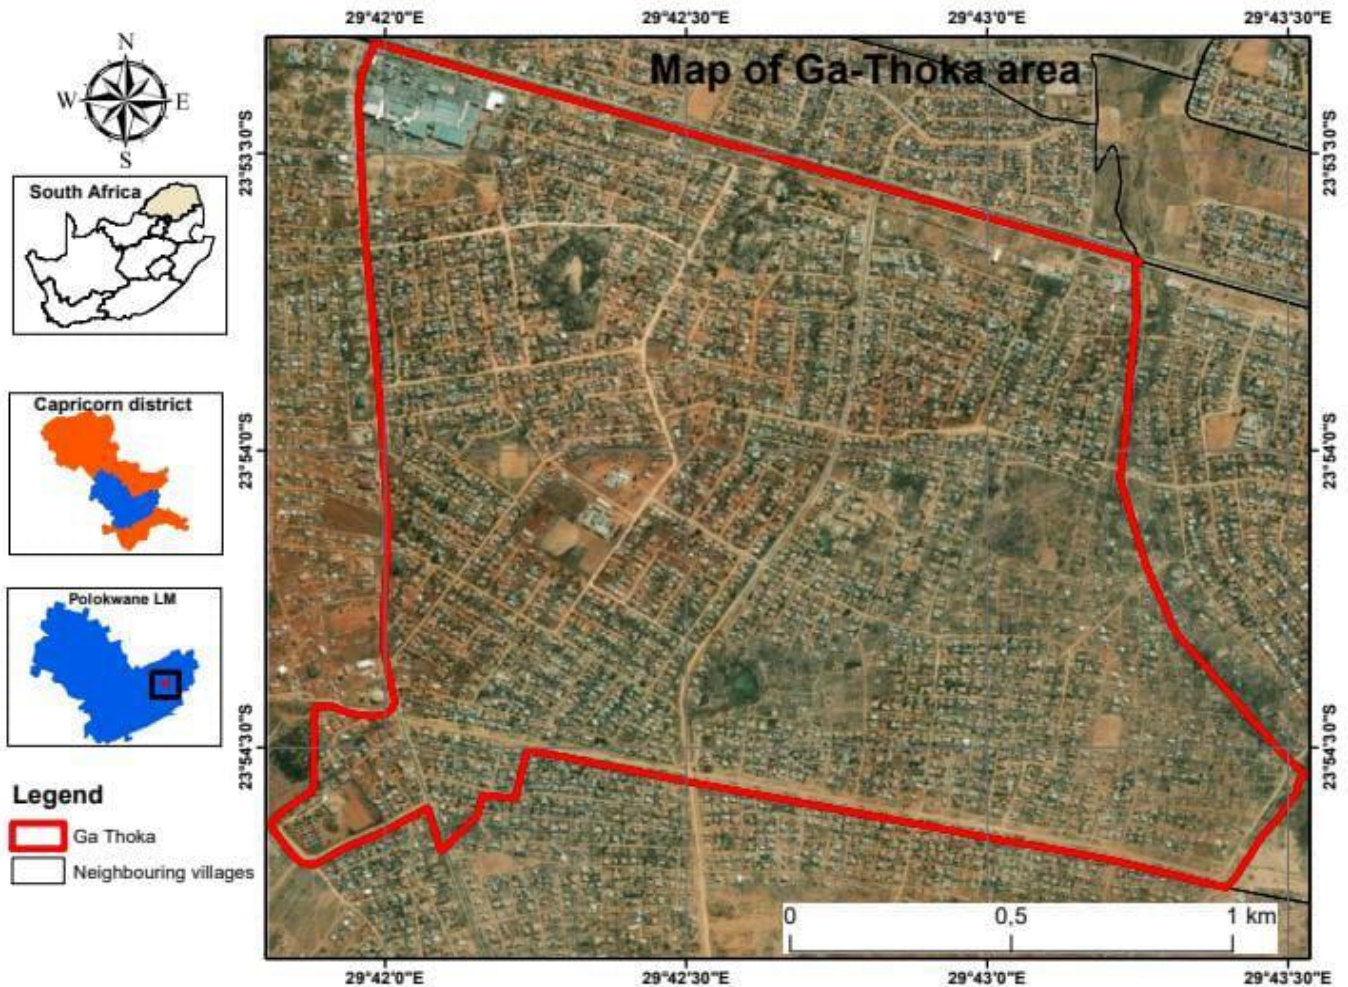 29°42'0"E 29°42'30"E 29°43'0"E 29°43'30"E
Map of Ga-Thoka area
N
W E
S
South Africa
Capricorn district
Polokwane LM
Legend
Ga Thoka
Neighbouring villages
23°53'30"S
23°54'0"S
23°54'30"S
23°53'30"S
23°54'0"S
23°54'30"S
0 0,5 1 km
29°42'0"E 29°42'30"E 29°43'0"E 29°43'30"E